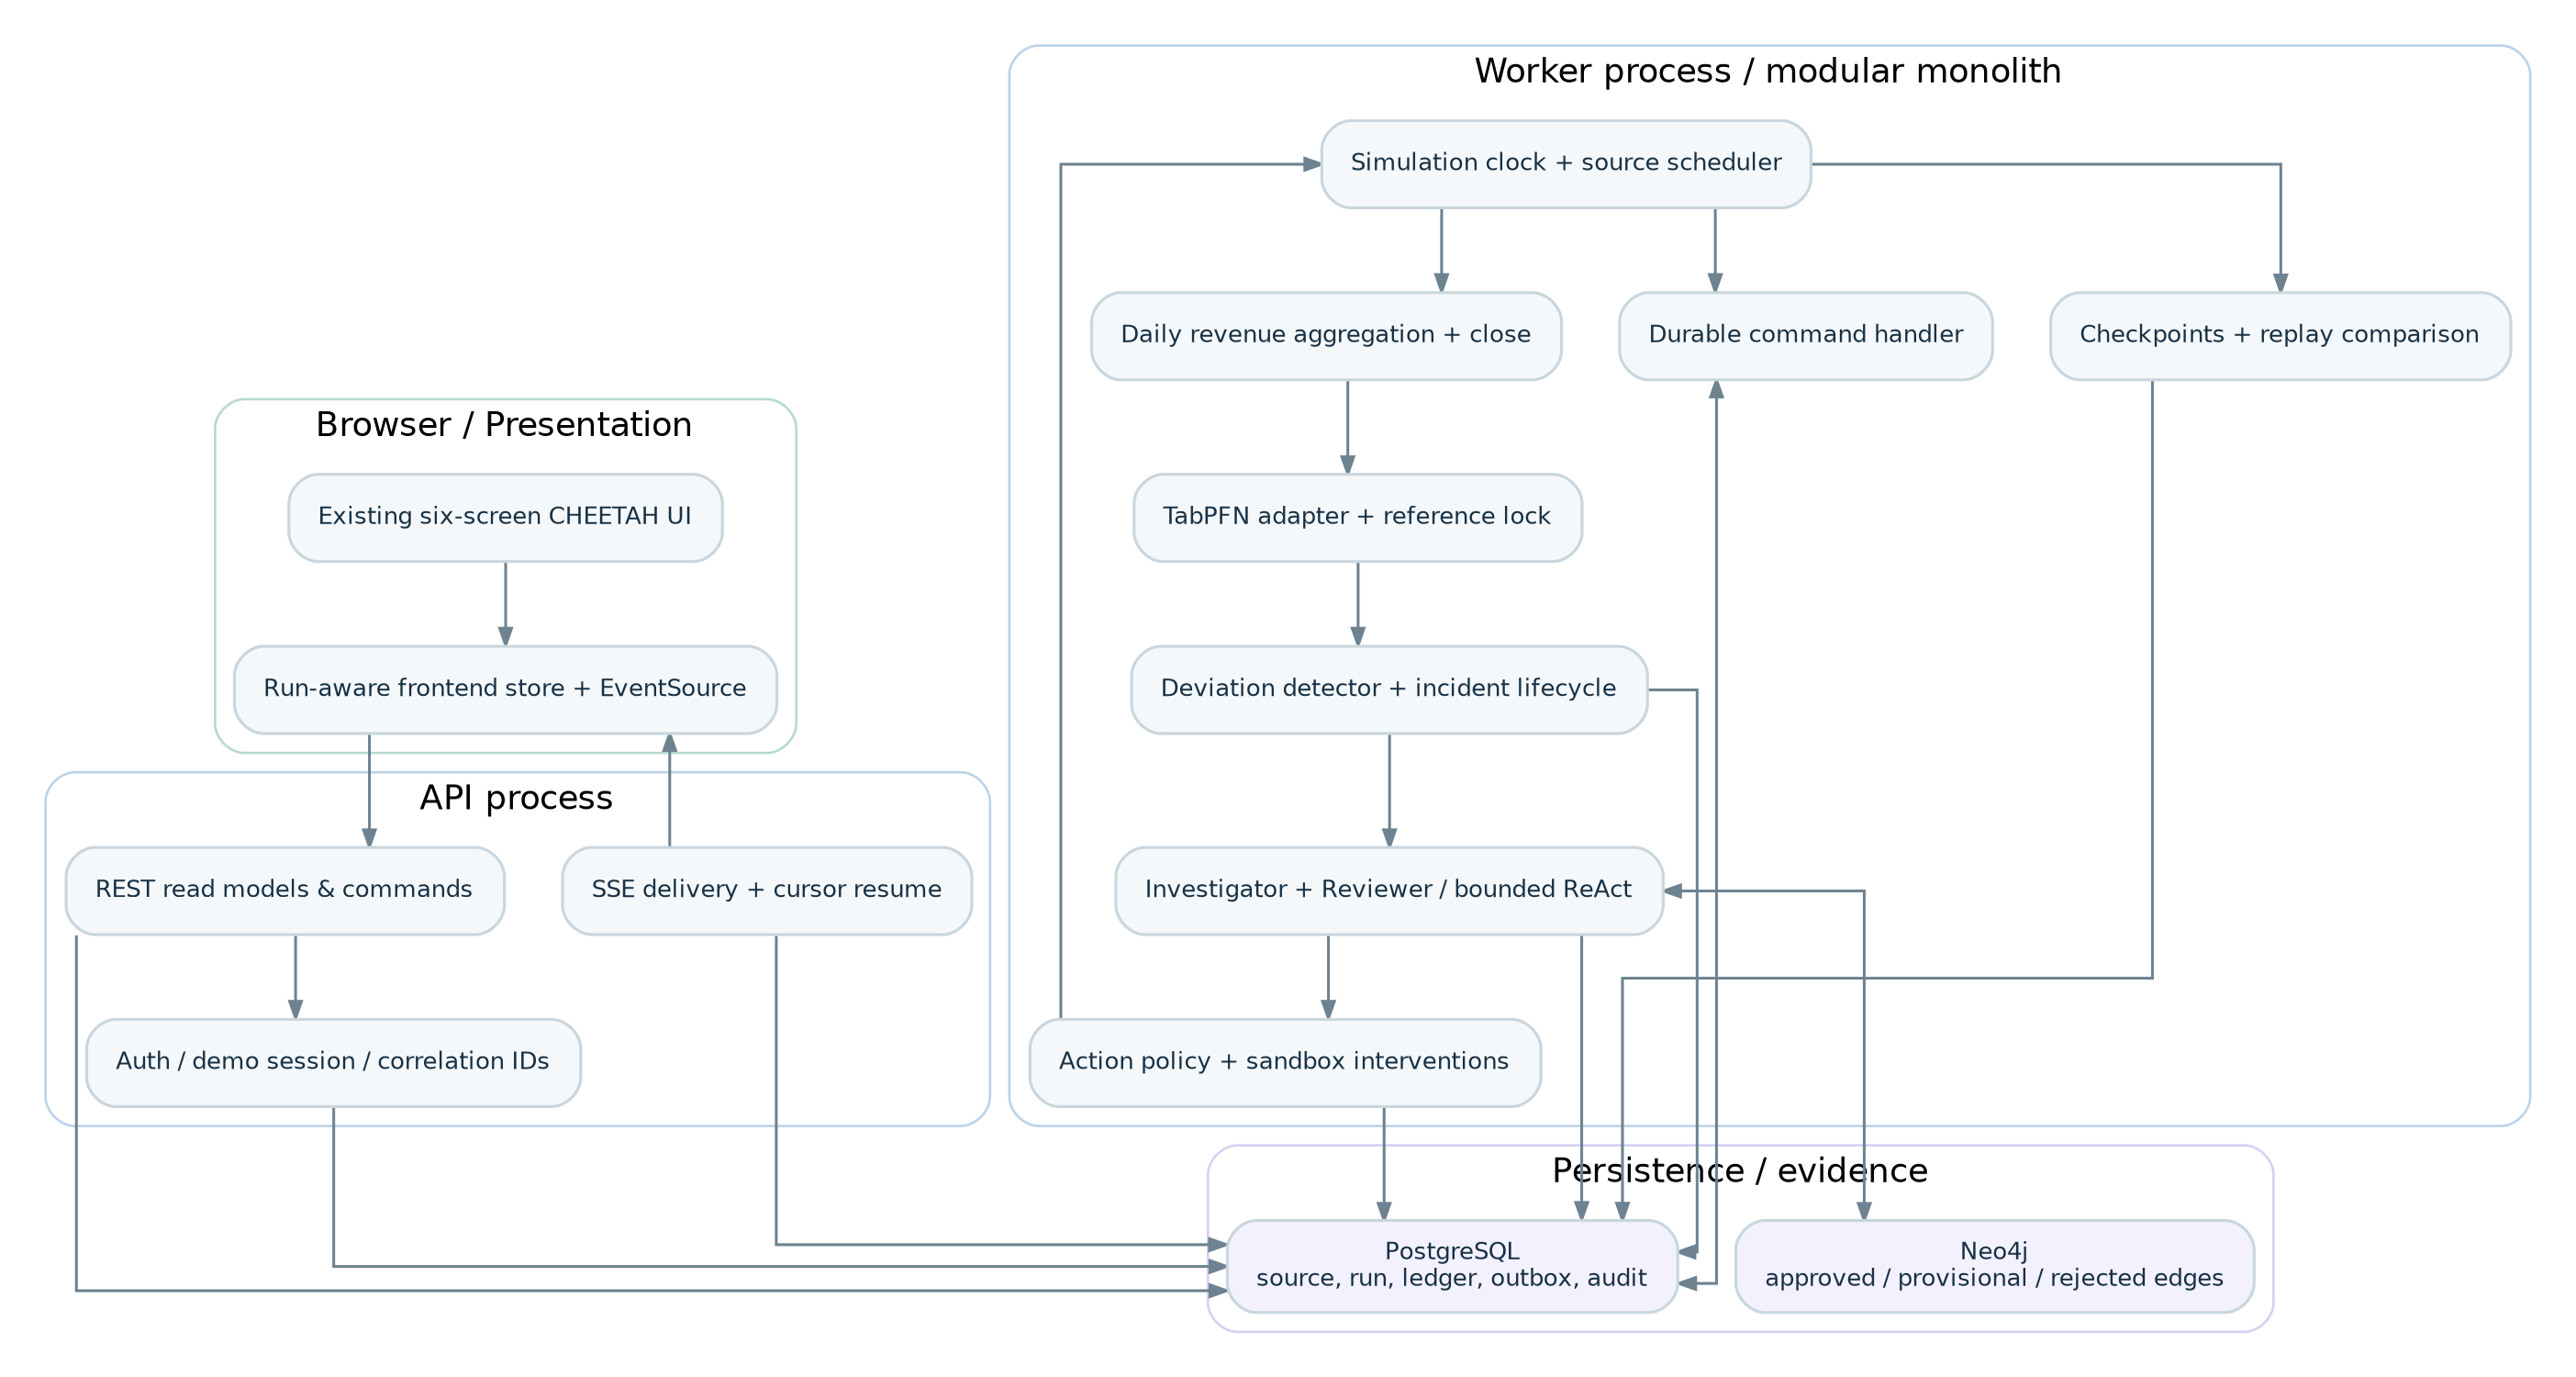 Worker process / modular monolith
Simulation clock + source scheduler
Daily revenue aggregation + close
Durable command handler
Checkpoints + replay comparison
Browser / Presentation
Existing six-screen CHEETAH UI
TabPFN adapter + reference lock
Run-aware frontend store + EventSource
Deviation detector + incident lifecycle
API process
REST read models & commands
SSE delivery + cursor resume
Investigator + Reviewer / bounded ReAct
Auth / demo session / correlation IDs
Action policy + sandbox interventions
Persistence / evidence
PostgreSQL
source, run, ledger, outbox, audit
Neo4j
approved / provisional / rejected edges